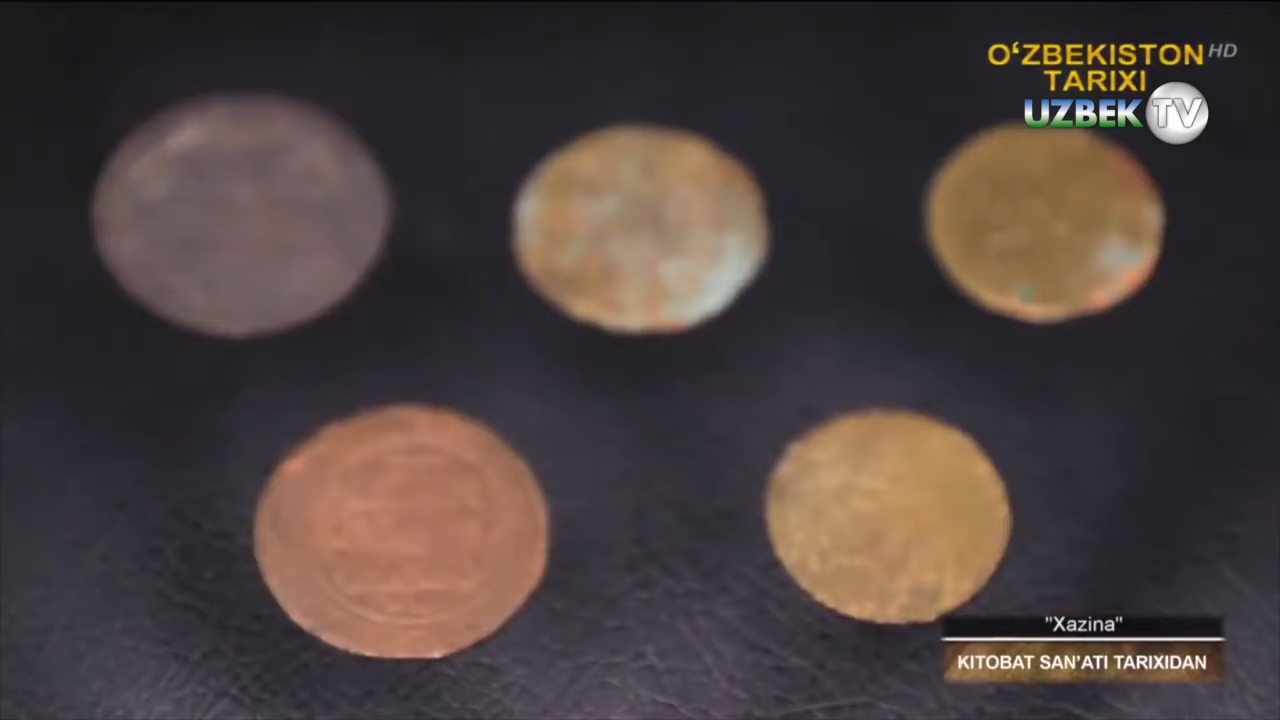 O‘ZBEKISTON HD
TARIXI
UZBEK TV
"Xazina"
KITOBAT SAN'ATI TARIXIDAN